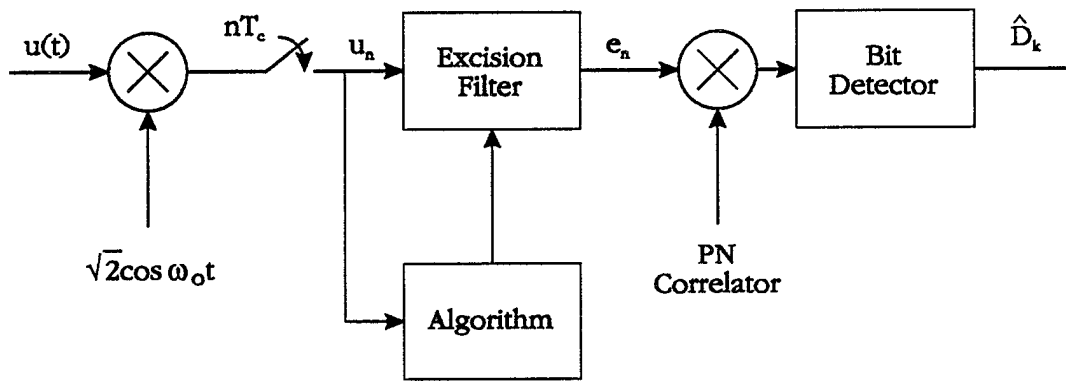 u(t)
nT_c
u_n
Excision
Filter
e_n
Bit
Detector
D̂_k
√2cos ω_o t
Algorithm
PN
Correlator